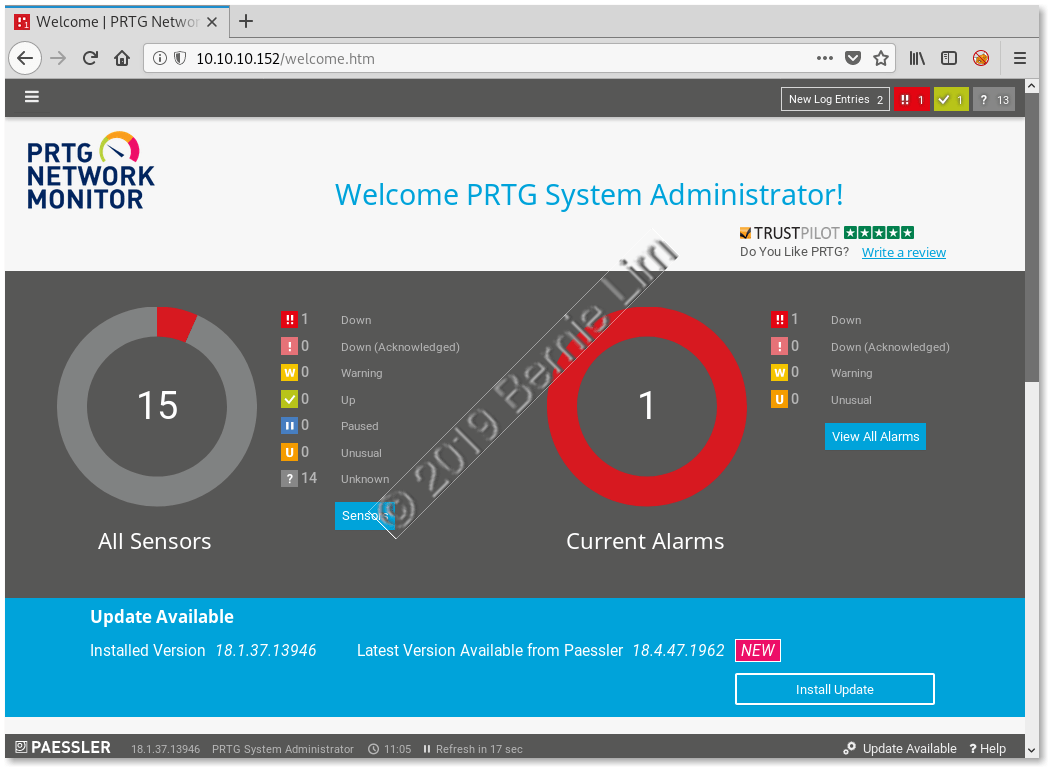 Welcome | PRTG Networ
10.10.10.152/welcome.htm
New Log Entries 2 !! 1 1 ? 13
PRTG
NETWORK
MONITOR
Welcome PRTG System Administrator!
TRUSTPILOT
Do You Like PRTG? Write a review
15
All Sensors
!! 1 Down
! 0 Down (Acknowledged)
W 0 Warning
0 Up
0 Paused
U 0 Unusual
? 14 Unknown
Sensors
1
Current Alarms
!! 1 Down
! 0 Down (Acknowledged)
W 0 Warning
U 0 Unusual
View All Alarms
© 2019 Bernie Lim
Update Available
Installed Version 18.1.37.13946 Latest Version Available from Paessler 18.4.47.1962 NEW
Install Update
PAESSLER 18.1.37.13946 PRTG System Administrator 11:05 Refresh in 17 sec Update Available ? Help